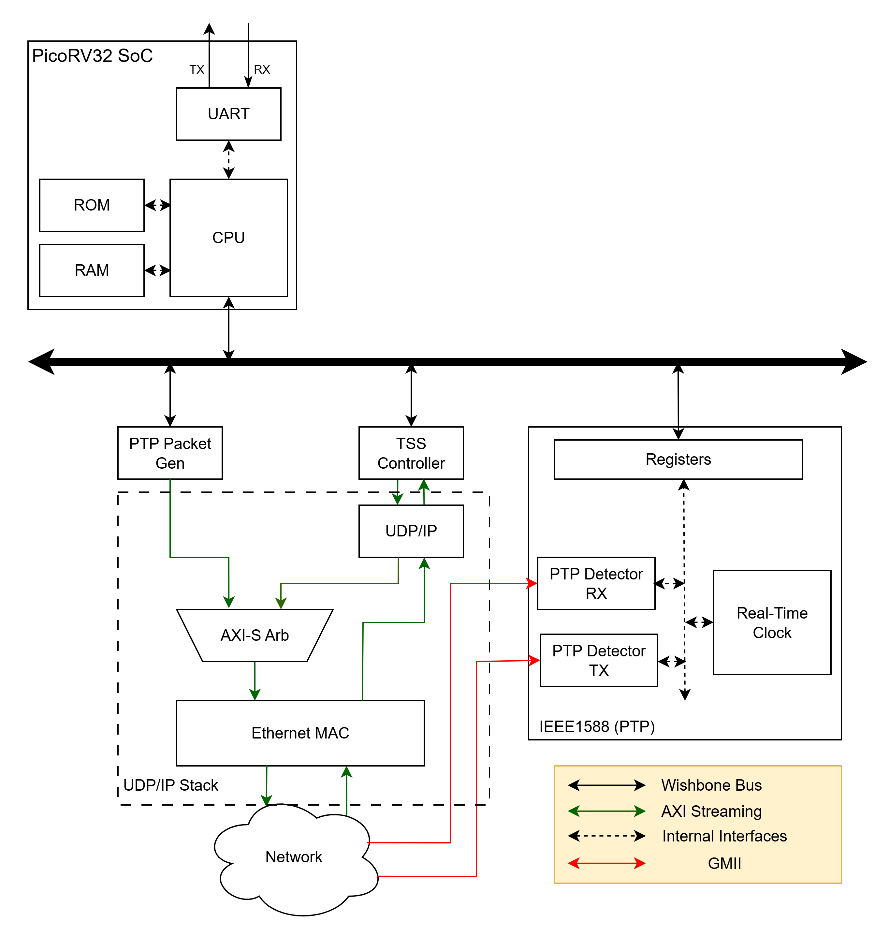 PicoRV32 SoC
TX
RX
UART
ROM
CPU
RAM
PTP Packet
Gen
TSS
Controller
Registers
UDP/IP
PTP Detector
RX
Real-Time
Clock
AXI-S Arb
PTP Detector
TX
Ethernet MAC
IEEE1588 (PTP)
UDP/IP Stack
Wishbone Bus
AXI Streaming
Internal Interfaces
GMII
Network